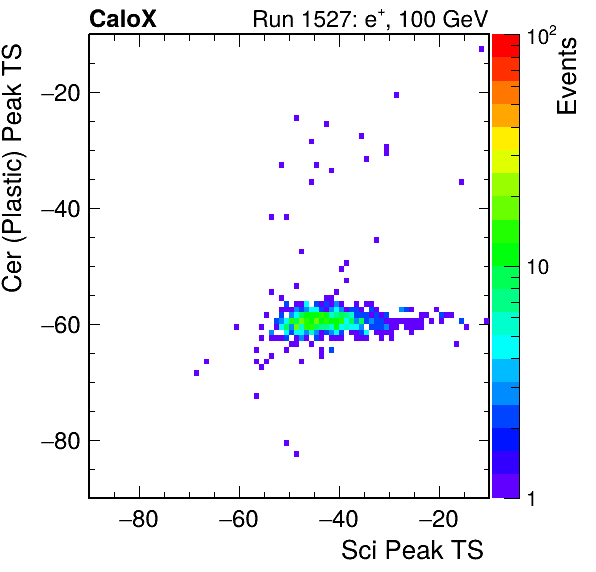 CaloX Run 1527: e⁺, 100 GeV
Cer (Plastic) Peak TS
−20
−40
−60
−80
−80 −60 −40 −20
Sci Peak TS
10²
10
1
Events